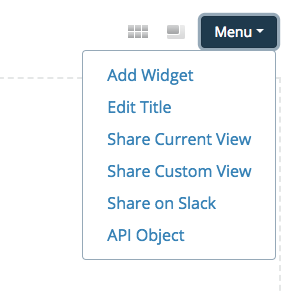 Menu
Add Widget
Edit Title
Share Current View
Share Custom View
Share on Slack
API Object